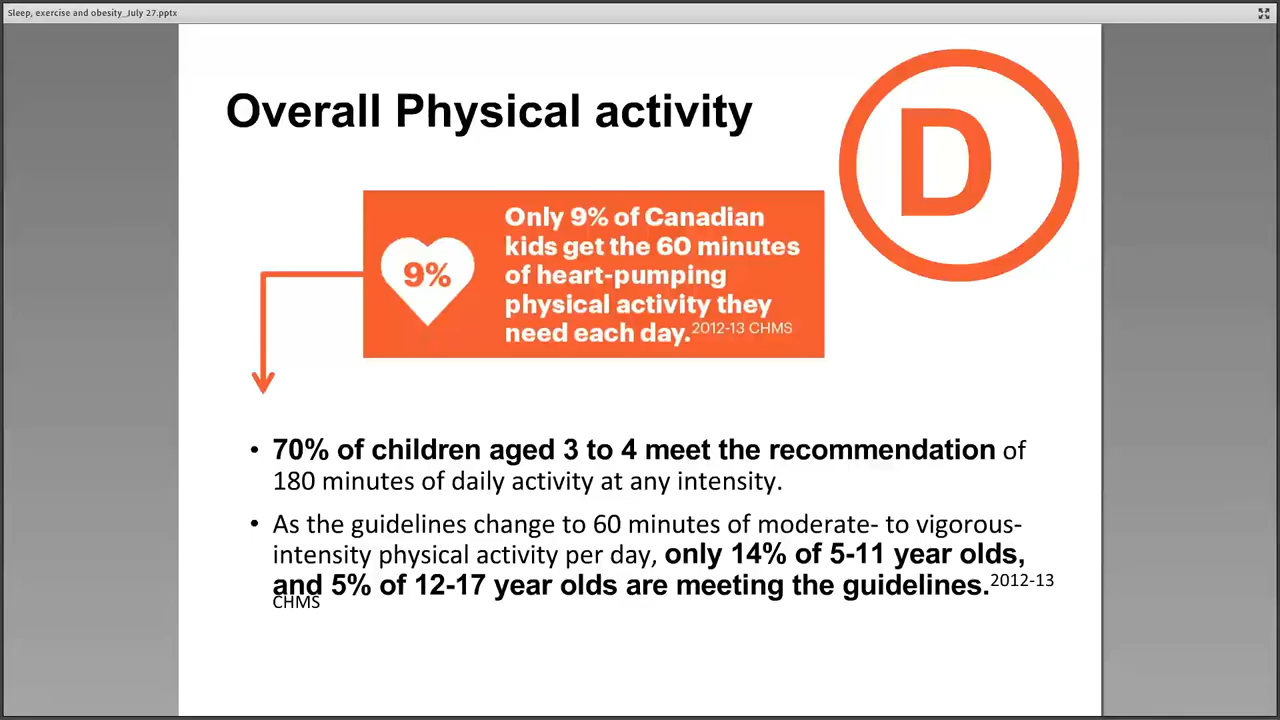 Sleep, exercise and obesity_July 27.pptx
Overall Physical activity
D
9%
Only 9% of Canadian
kids get the 60 minutes
of heart-pumping
physical activity they
need each day.2012-13 CHMS
• 70% of children aged 3 to 4 meet the recommendation of
180 minutes of daily activity at any intensity.
• As the guidelines change to 60 minutes of moderate- to vigorous-
intensity physical activity per day, only 14% of 5-11 year olds,
and 5% of 12-17 year olds are meeting the guidelines.2012-13
CHMS